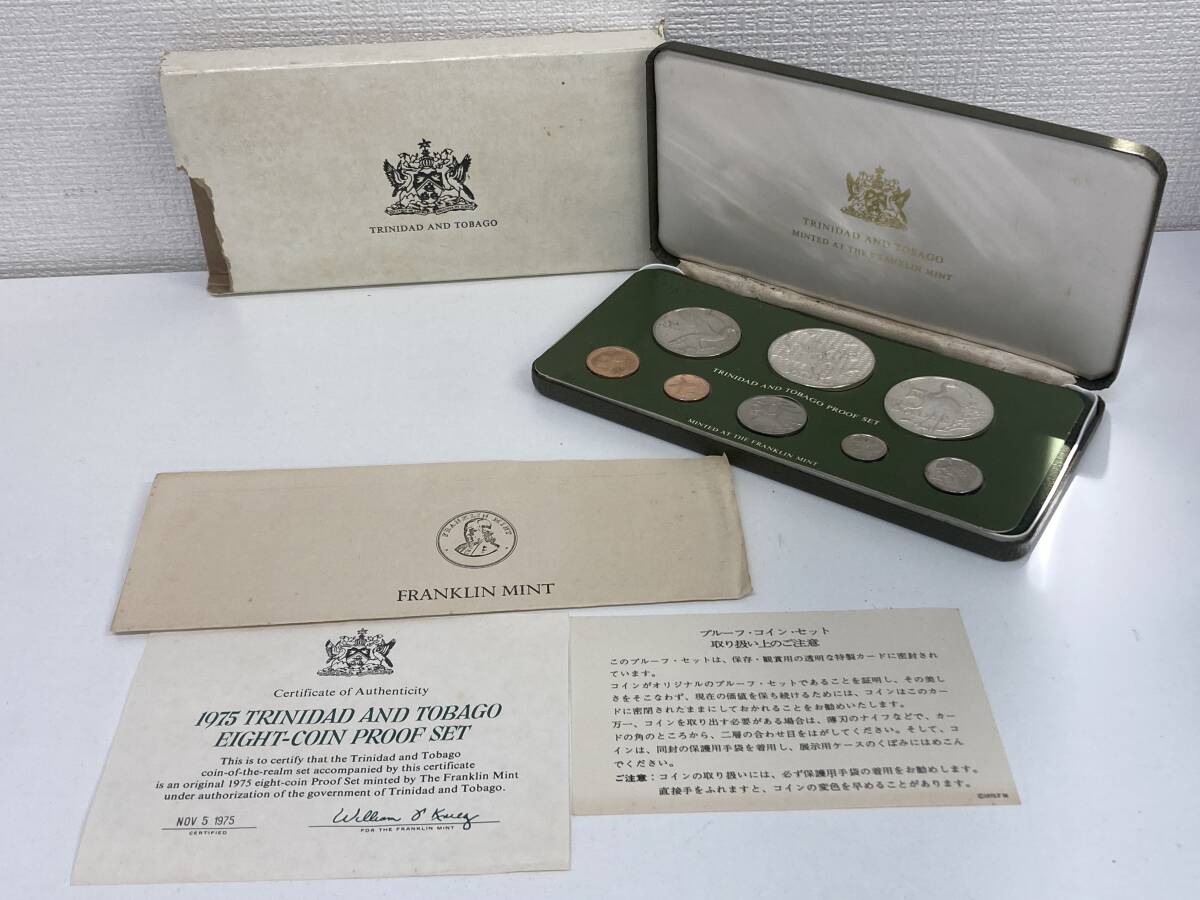 TRINIDAD AND TOBAGO
TRINIDAD AND TOBAGO
MINTED AT THE FRANKLIN MINT
TRINIDAD AND TOBAGO PROOF SET
MINTED AT THE FRANKLIN MINT
FRANKLIN MINT
FRANKLIN MINT
Certificate of Authenticity
1975 TRINIDAD AND TOBAGO
EIGHT-COIN PROOF SET
This is to certify that the Trinidad and Tobago
coin-of-the-realm set accompanied by this certificate
is an original 1975 eight-coin Proof Set minted by The Franklin Mint
under authorization of the government of Trinidad and Tobago.
NOV 5 1975
CERTIFIED
William
FOR THE FRANKLIN MINT
プルーフ・コイン・セット
取り扱い上のご注意
このプルーフ・セットは、保存・観賞用の透明な特製カードに密封され
ています。
コインがオリジナルのプルーフ・セットであることを証明し、その美し
さをそこなわず、現在の価値を保ち続けるためには、コインはこのカー
ドに密閉されたままにしておかれることをお勧めいたします。
万一、コインを取り出す必要がある場合は、薄刃のナイフなどで、カー
ドの角のところから、二層の合わせ目をはがしてください。そして、コ
インは、同封の保護用手袋を着用し、展示用ケースのくぼみにはめこん
でください。
ご注意：コインの取り扱いには、必ず保護用手袋の着用をお勧めします。
直接手をふれますと、コインの変色を早めることがあります。